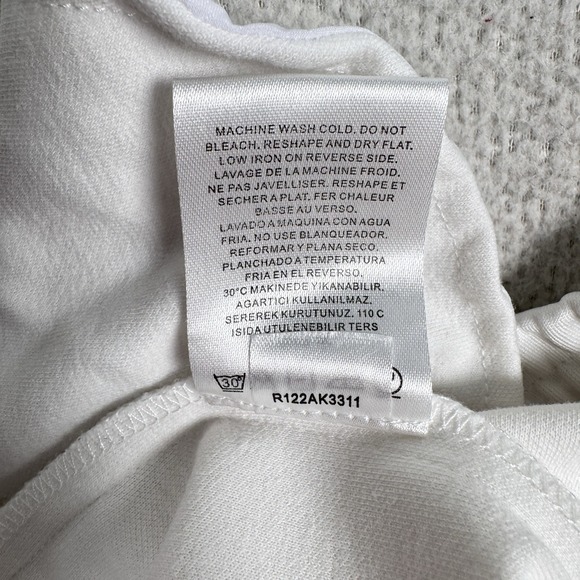 MACHINE WASH COLD. DO NOT
BLEACH. RESHAPE AND DRY FLAT.
LOW IRON ON REVERSE SIDE.
LAVAGE DE LA MACHINE FROID.
NE PAS JAVELLISER. RESHAPE ET
SECHER A PLAT. FER CHALEUR
BASSE AU VERSO.
LAVADO A MAQUINA CON AGUA
FRIA. NO USE BLANQUEADOR.
REFORMAR Y PLANA SECO.
PLANCHADO A TEMPERATURA
FRIA EN EL REVERSO.
30°C MAKINEDE YIKANABILIR.
AGARTICI KULLANILMAZ.
SEREREK KURUTUNUZ. 110 C
ISIDA UTULENEBILIR TERS
30°
R122AK3311